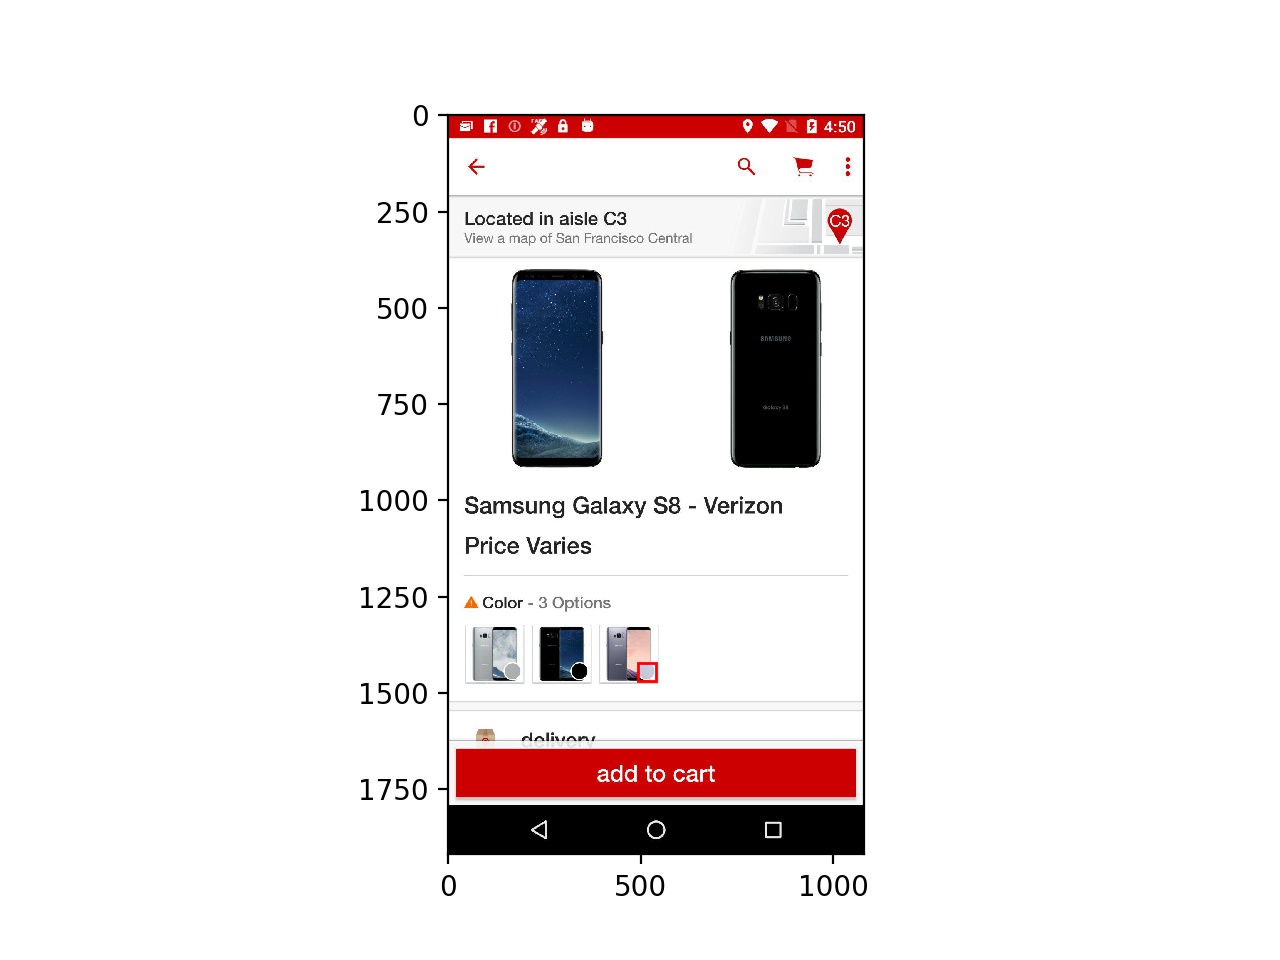 0
4:50
250
Located in aisle C3
View a map of San Francisco Central
C3
500
SAMSUNG
750
Galaxy S8
1000
Samsung Galaxy S8 - Verizon
Price Varies
1250
Color - 3 Options
1500
delivery
add to cart
1750
0 500 1000